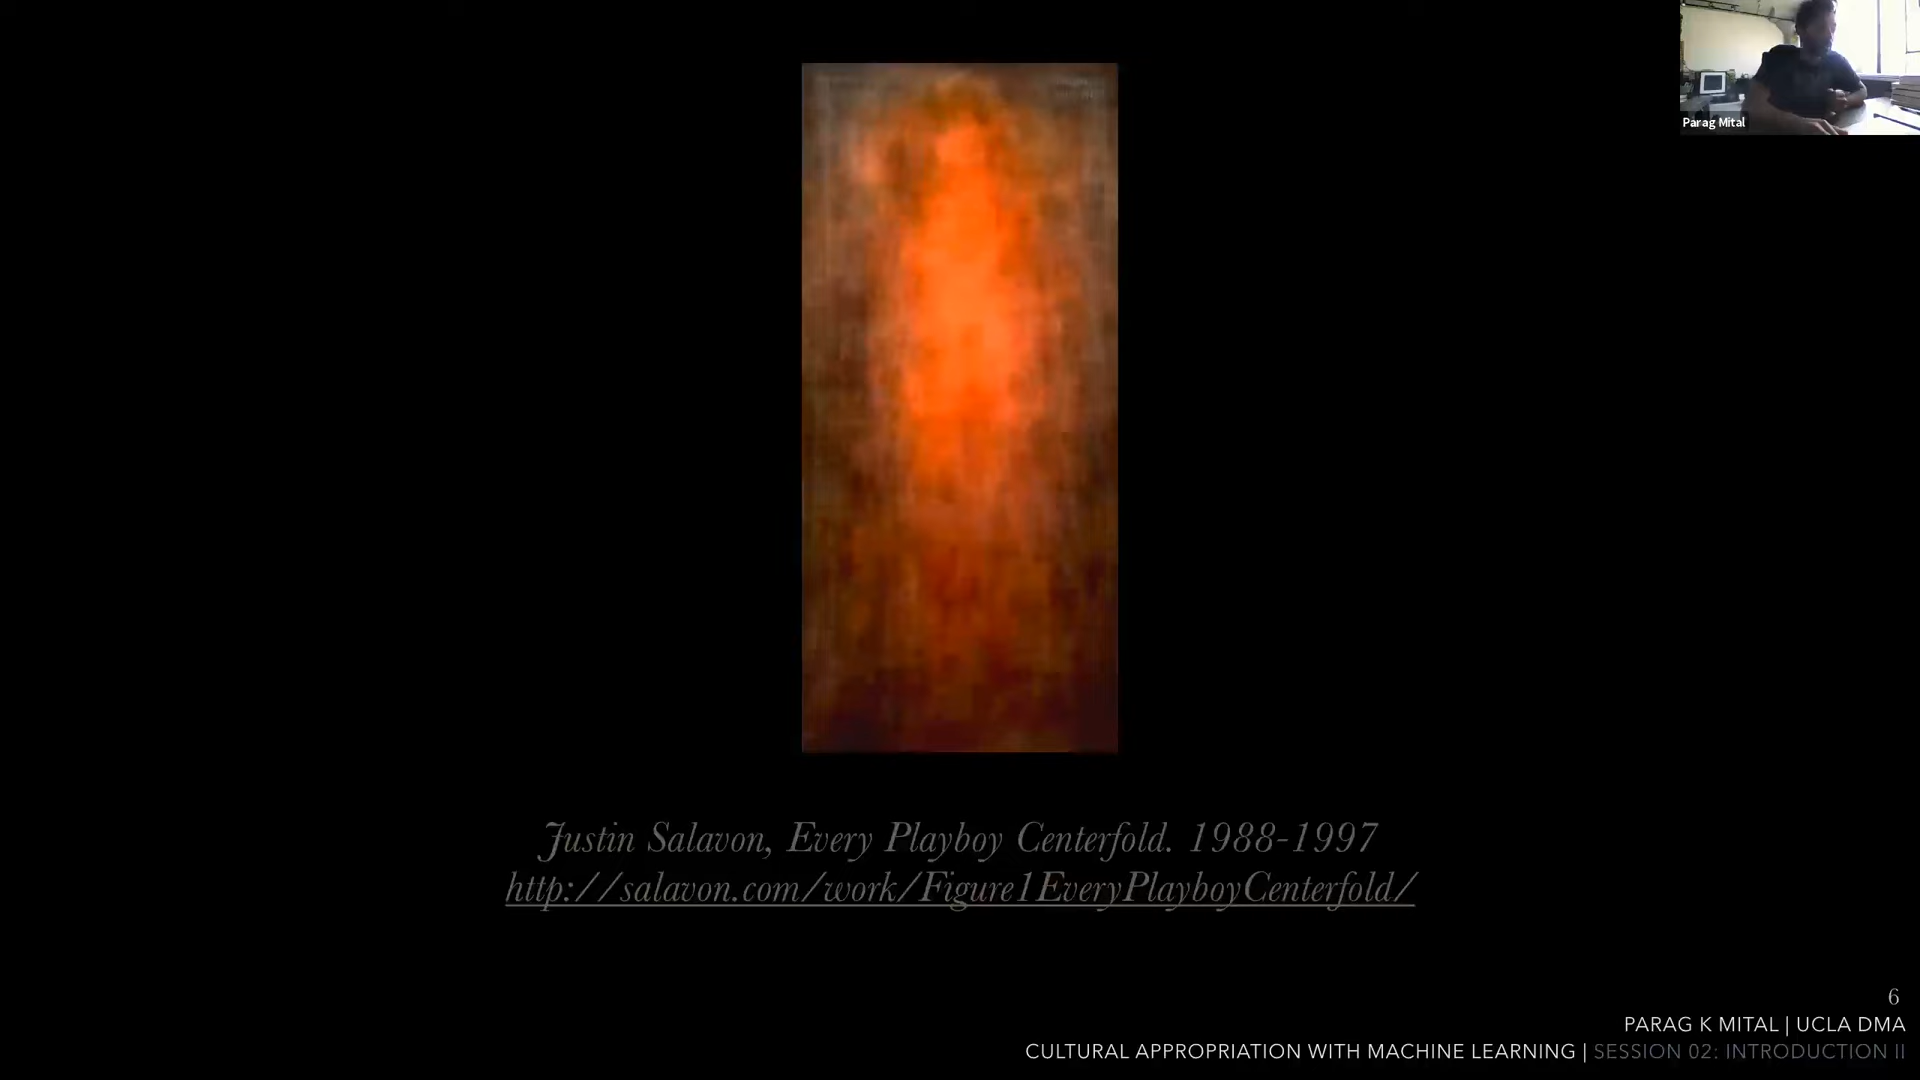 Parag Mital
Justin Salavon, Every Playboy Centerfold. 1988-1997
http://salavon.com/work/Figure1EveryPlayboyCenterfold/
6
PARAG K MITAL | UCLA DMA
CULTURAL APPROPRIATION WITH MACHINE LEARNING | SESSION 02: INTRODUCTION II